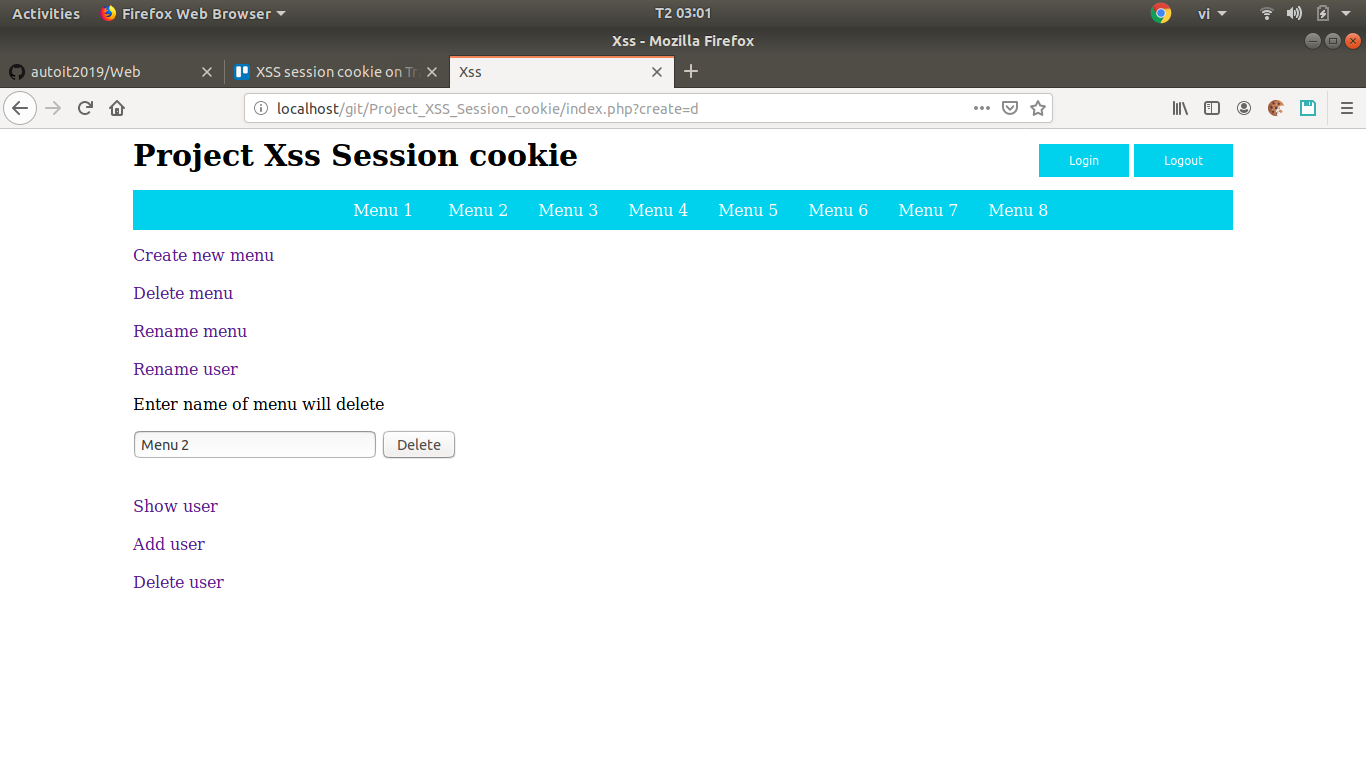 Activities Firefox Web Browser T2 03:01 vi
Xss - Mozilla Firefox
autoit2019/Web XSS session cookie on Tr Xss
localhost/git/Project_XSS_Session_cookie/index.php?create=d
Project Xss Session cookie Login Logout
Menu 1 Menu 2 Menu 3 Menu 4 Menu 5 Menu 6 Menu 7 Menu 8
Create new menu
Delete menu
Rename menu
Rename user
Enter name of menu will delete
Menu 2 Delete
Show user
Add user
Delete user